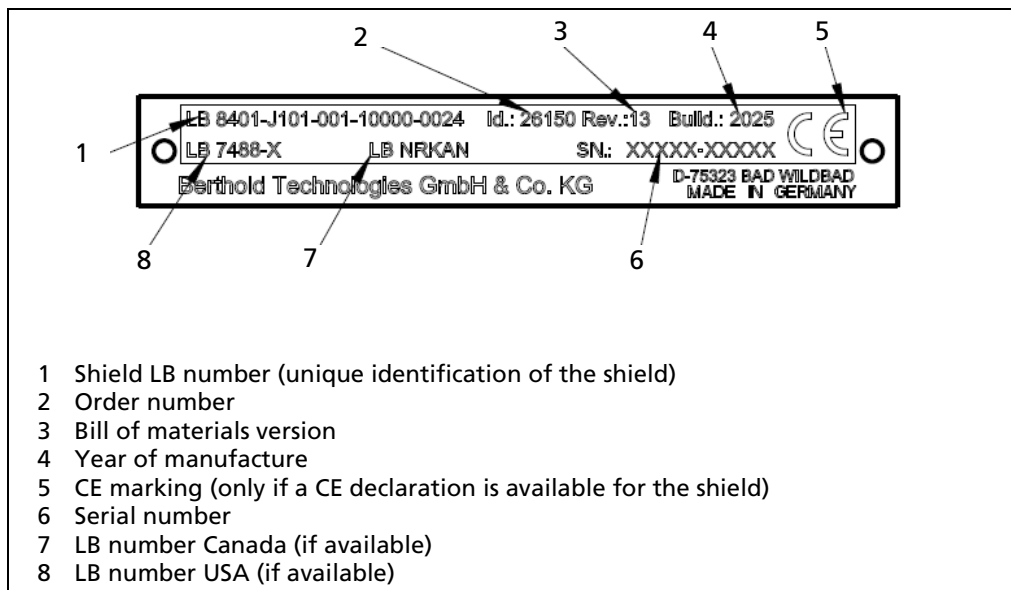 2 3 4 5
LB 8401-J101-001-10000-0024 Id.: 26150 Rev.:13 Build.: 2025 CE
1
LB 7488-X LB NRKAN SN.: XXXXX-XXXXX
Berthold Technologies GmbH & Co. KG D-75323 BAD WILDBAD
MADE IN GERMANY
8 7 6
1 Shield LB number (unique identification of the shield)
2 Order number
3 Bill of materials version
4 Year of manufacture
5 CE marking (only if a CE declaration is available for the shield)
6 Serial number
7 LB number Canada (if available)
8 LB number USA (if available)